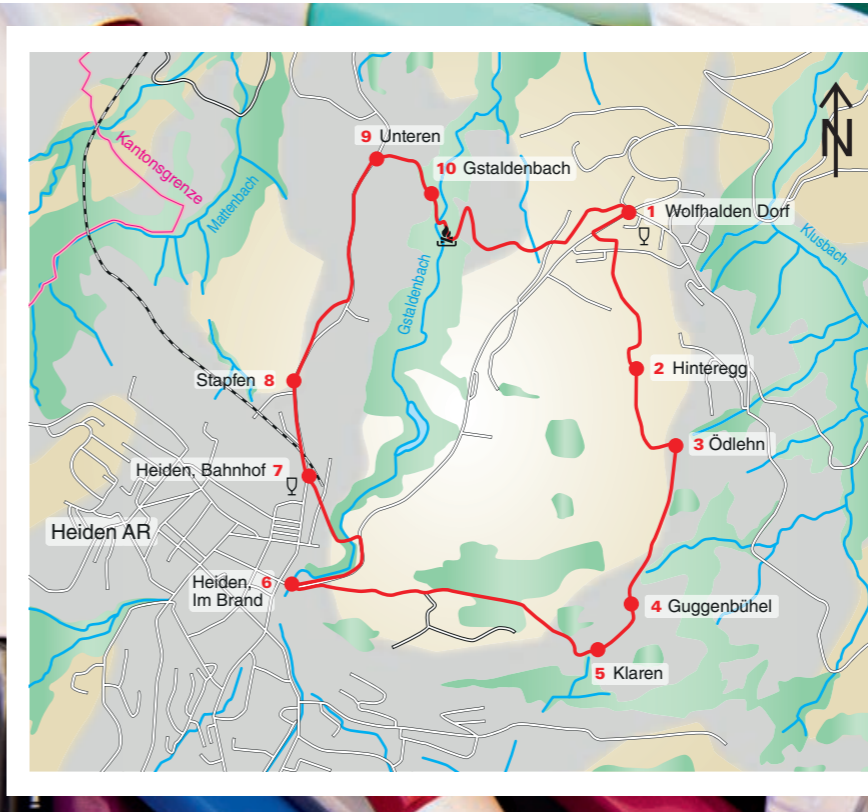 9 Unteren
10 Gstaldenbach
Kantonsgrenze
Mattenbach
N
1 Wolfhalden Dorf
Klusbach
Gstaldenbach
2 Hinteregg
Stapfen 8
3 Ödlehn
Heiden, Bahnhof 7
Heiden AR
Heiden, 6
Im Brand
4 Guggenbühel
5 Klaren